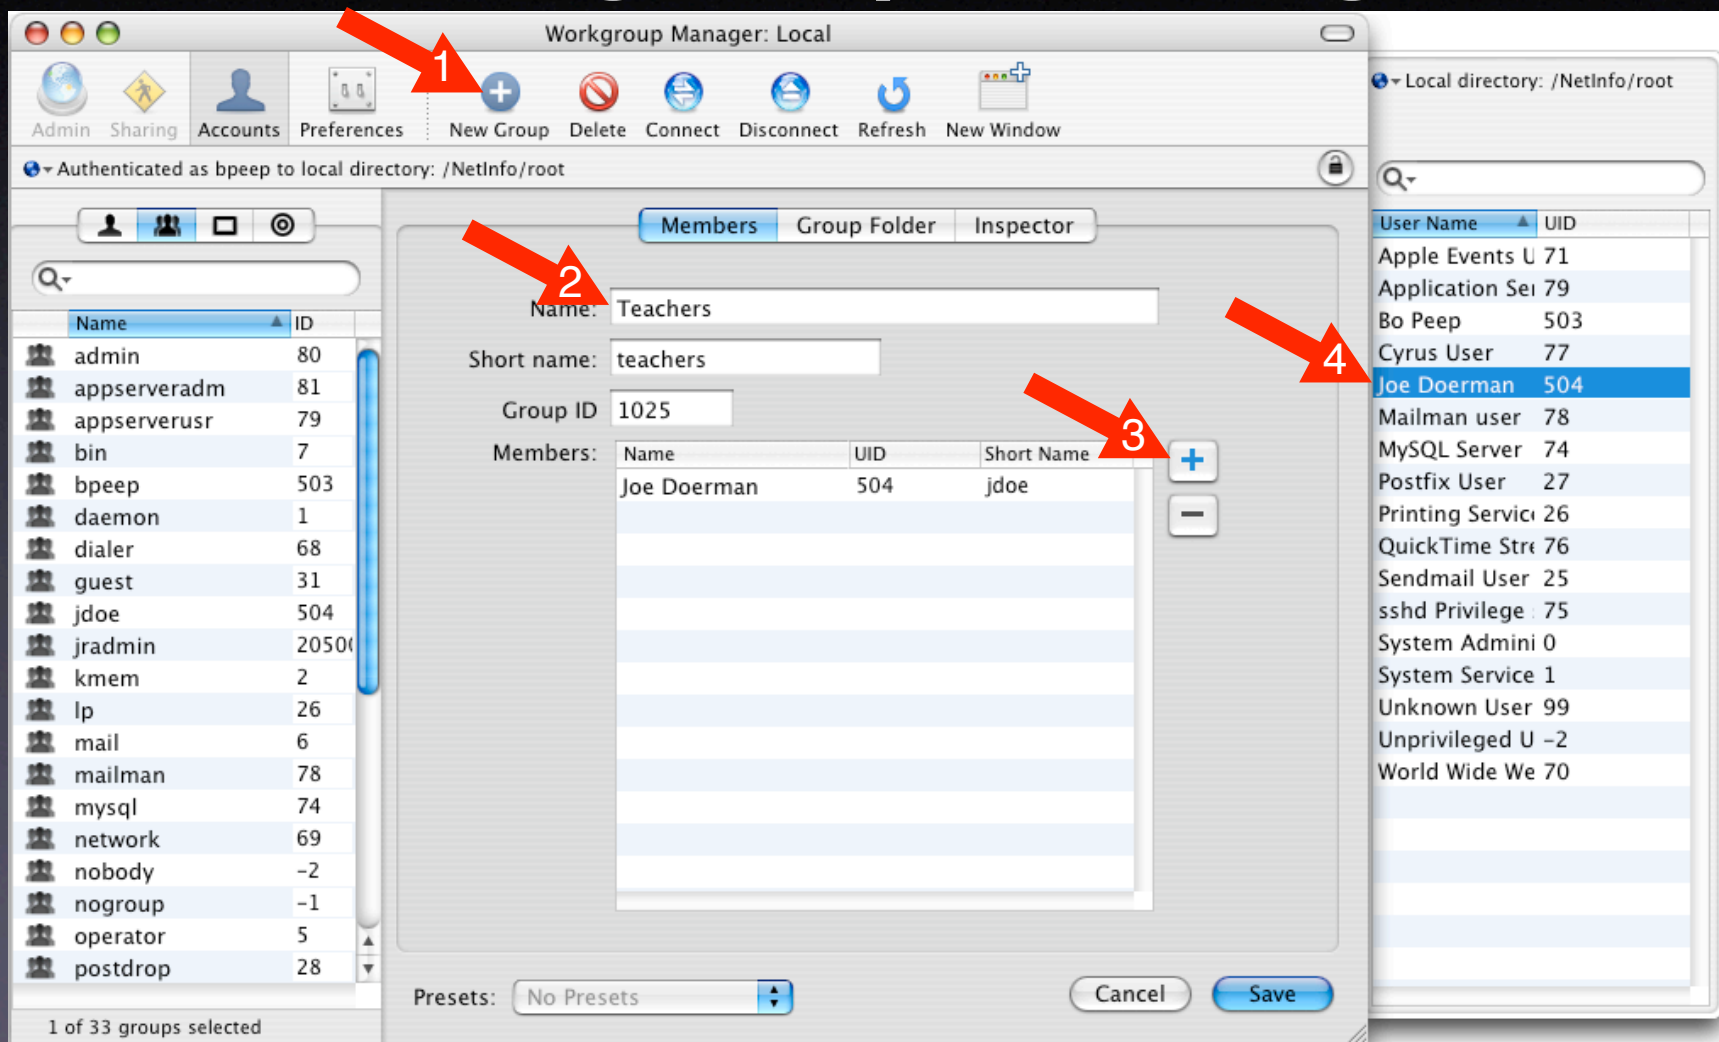 Workgroup Manager: Local
1
Admin Sharing Accounts Preferences New Group Delete Connect Disconnect Refresh New Window
Authenticated as bpeep to local directory: /NetInfo/root
Members Group Folder Inspector
2
Name: Teachers
Short name: teachers
Group ID 1025
3
Members: Name UID Short Name
Joe Doerman 504 jdoe
Name ID
admin 80
appserveradm 81
appserverusr 79
bin 7
bpeep 503
daemon 1
dialer 68
guest 31
jdoe 504
jradmin 2050
kmem 2
lp 26
mail 6
mailman 78
mysql 74
network 69
nobody -2
nogroup -1
operator 5
postdrop 28
1 of 33 groups selected
Presets: No Presets
Cancel Save
Local directory: /NetInfo/root
User Name UID
Apple Events U 71
Application Ser 79
Bo Peep 503
Cyrus User 77
4
Joe Doerman 504
Mailman user 78
MySQL Server 74
Postfix User 27
Printing Servic 26
QuickTime Stre 76
Sendmail User 25
sshd Privilege 75
System Admini 0
System Service 1
Unknown User 99
Unprivileged U -2
World Wide We 70